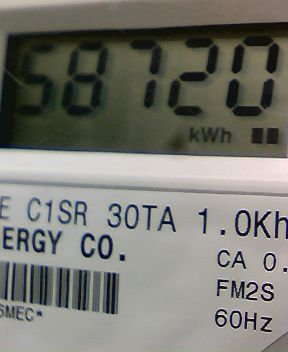 58720
kWh
E C1SR 30TA 1.0Kh
ERGY CO.
CA 0.
FM2S
SMEC*
60Hz